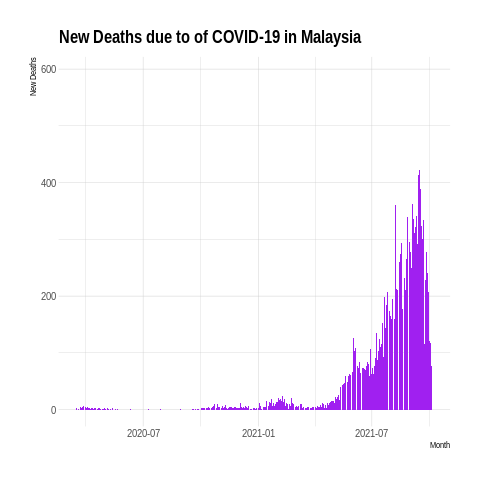 New Deaths due to of COVID-19 in Malaysia
New Deaths
600
400
200
0
2020-07
2021-01
2021-07
Month